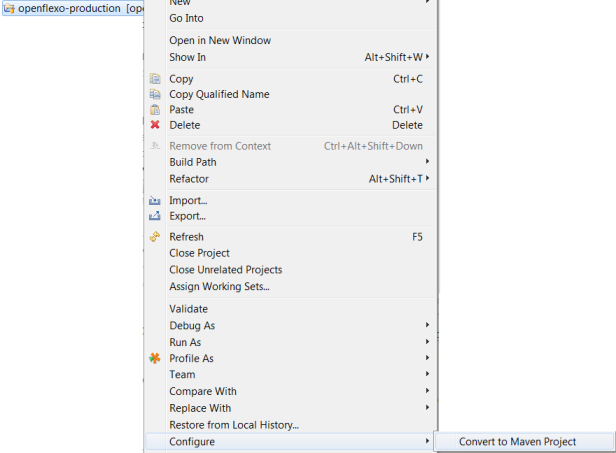 New
openflexo-production [ope
Go Into
Open in New Window
Show In Alt+Shift+W
Copy Ctrl+C
Copy Qualified Name
Paste Ctrl+V
Delete Delete
Remove from Context Ctrl+Alt+Shift+Down
Build Path
Refactor Alt+Shift+T
Import...
Export...
Refresh F5
Close Project
Close Unrelated Projects
Assign Working Sets...
Validate
Debug As
Run As
Profile As
Team
Compare With
Replace With
Restore from Local History...
Configure Convert to Maven Project